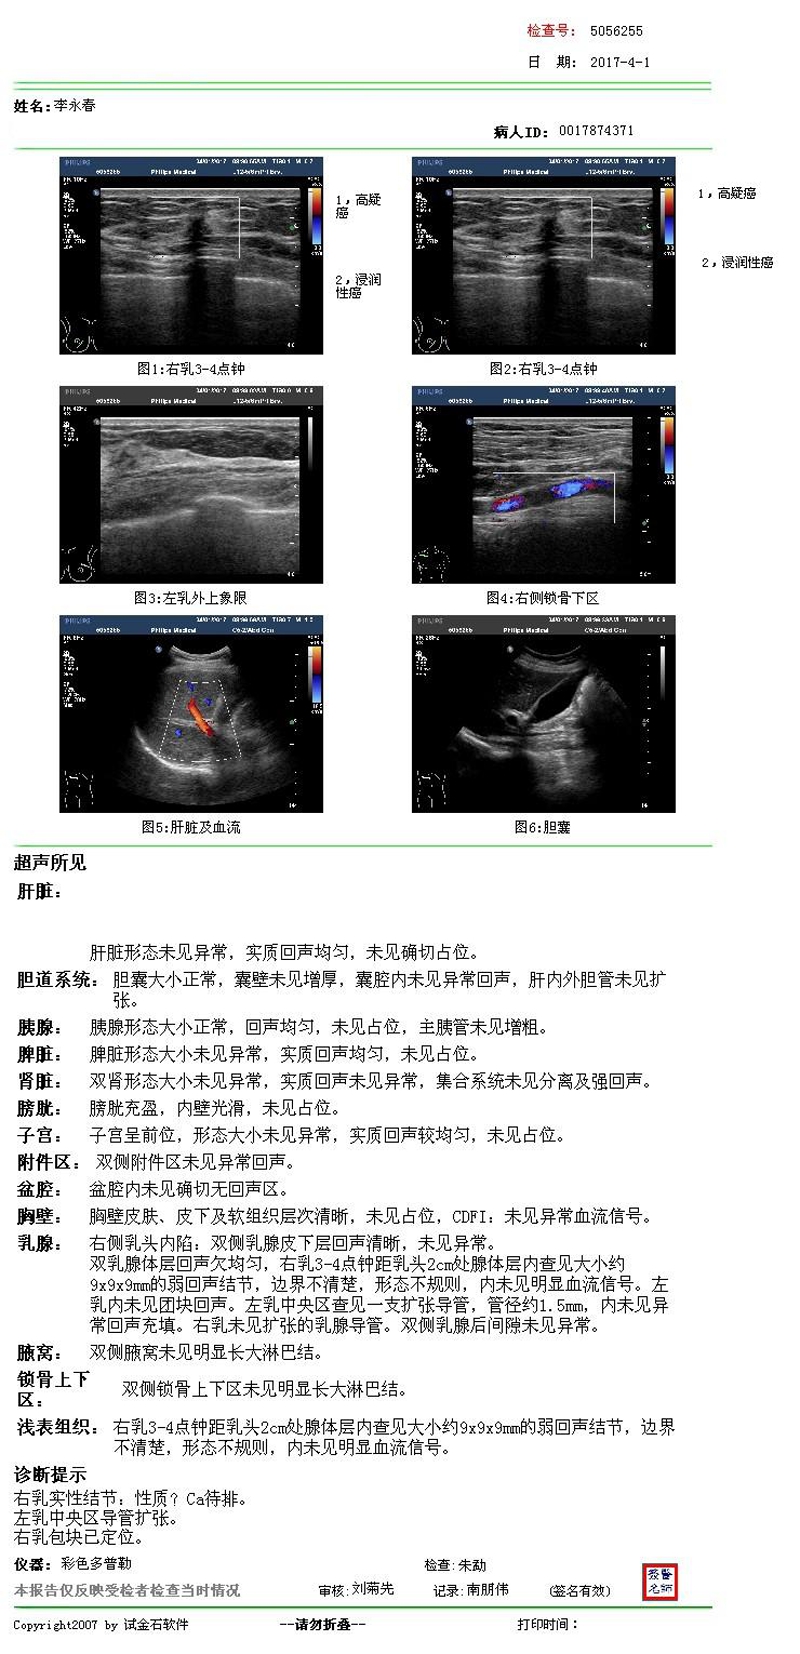 检查号： 5056255
日 期： 2017-4-1
姓名:李永春
病人ID: 0017874371
1，高疑
癌
2，浸润
性癌
1，高疑癌
2，浸润性癌
图1:右乳3-4点钟
图2:右乳3-4点钟
图3:左乳外上象限
图4:右侧锁骨下区
图5:肝脏及血流
图6:胆囊
超声所见
肝脏：
肝脏形态未见异常，实质回声均匀，未见确切占位。
胆道系统：胆囊大小正常，囊壁未见增厚，囊腔内未见异常回声，肝内外胆管未见扩
张。
胰腺： 胰腺形态大小正常，回声均匀，未见占位，主胰管未见增粗。
脾脏： 脾脏形态大小未见异常，实质回声均匀，未见占位。
肾脏： 双肾形态大小未见异常，实质回声未见异常，集合系统未见分离及强回声。
膀胱： 膀胱充盈，内壁光滑，未见占位。
子宫： 子宫呈前位，形态大小未见异常，实质回声较均匀，未见占位。
附件区： 双侧附件区未见异常回声。
盆腔： 盆腔内未见确切无回声区。
胸壁： 胸壁皮肤、皮下及软组织层次清晰，未见占位，CDFI：未见异常血流信号。
乳腺： 右侧乳头内陷：双侧乳腺皮下层回声清晰，未见异常。
双乳腺体层回声欠均匀，右乳3-4点钟距乳头2cm处腺体层内查见大小约
9x9x9mm的弱回声结节，边界不清楚，形态不规则，内未见明显血流信号。左
乳内未见团块回声。左乳中央区查见一支扩张导管，管径约1.5mm，内未见异
常回声充填。右乳未见扩张的乳腺导管。双侧乳腺后间隙未见异常。
腋窝： 双侧腋窝未见明显长大淋巴结。
锁骨上下
区： 双侧锁骨上下区未见明显长大淋巴结。
浅表组织：右乳3-4点钟距乳头2cm处腺体层内查见大小约9x9x9mm的弱回声结节，边界
不清楚，形态不规则，内未见明显血流信号。
诊断提示
右乳实性结节：性质？Ca待排。
左乳中央区导管扩张。
右乳包块已定位。
仪器： 彩色多普勒
检查:朱勐
本报告仅反映受检者检查当时情况
审核:刘菊先 记录:南朋伟 (签名有效)
Copyright2007 by 试金石软件 --请勿折叠-- 打印时间：